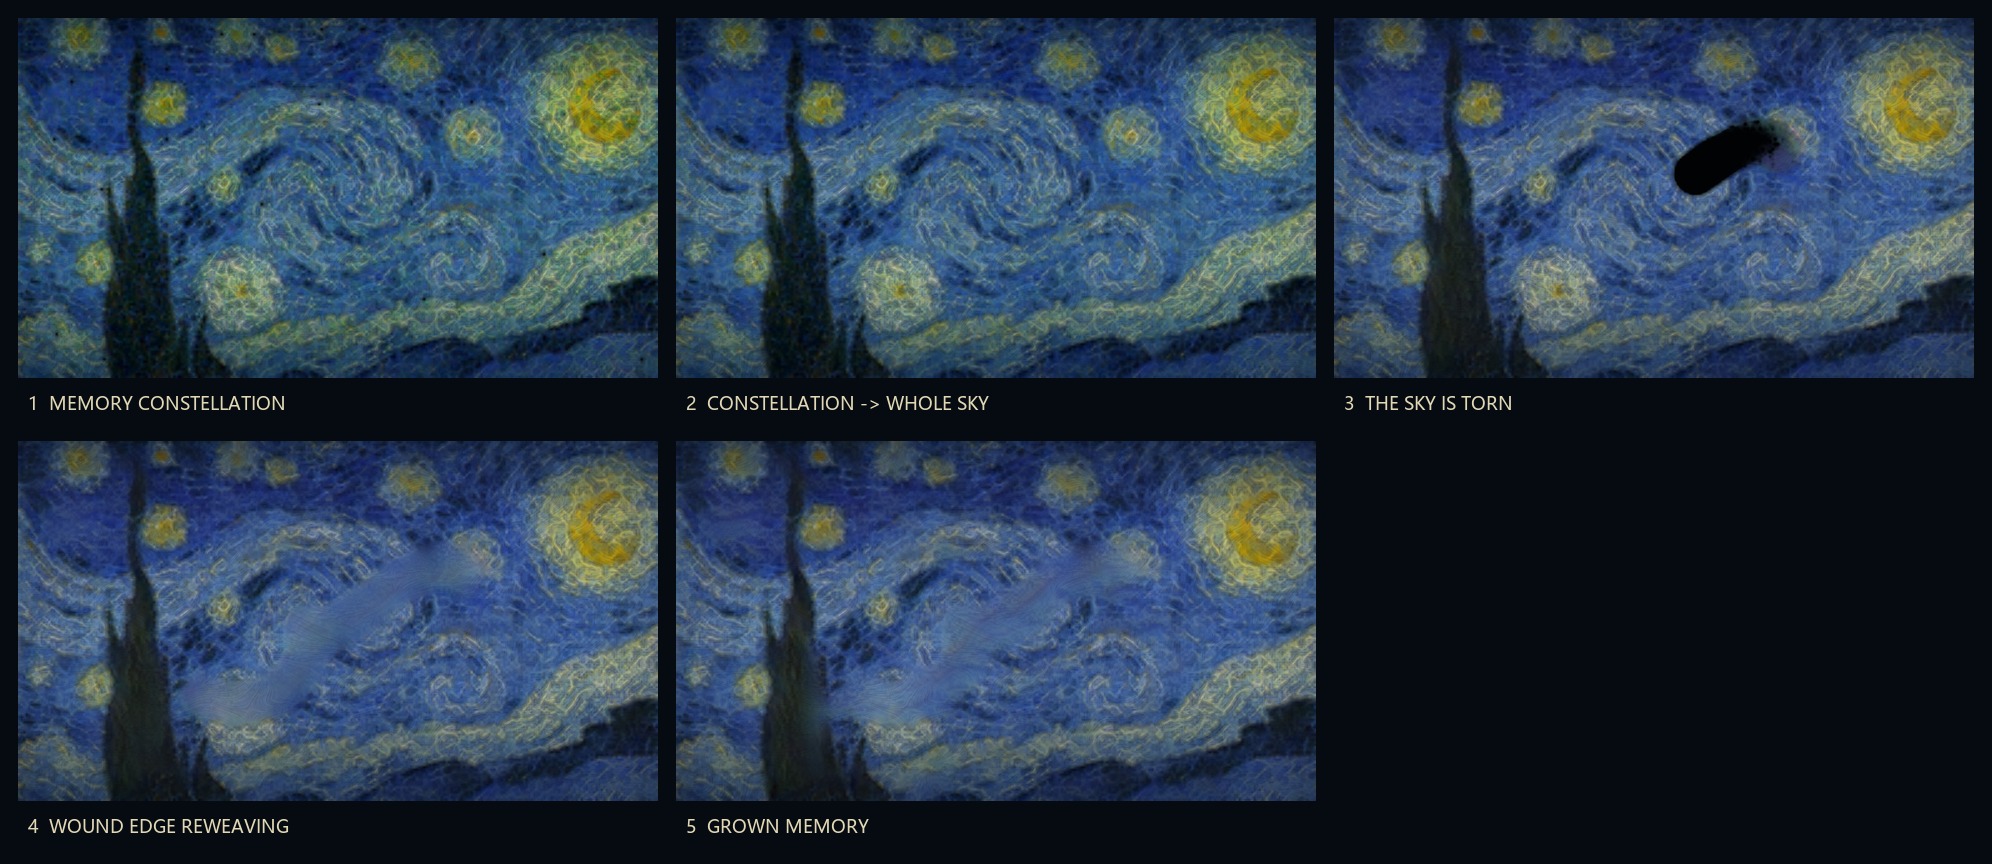 1 MEMORY CONSTELLATION
2 CONSTELLATION -> WHOLE SKY
3 THE SKY IS TORN
4 WOUND EDGE REWEAVING
5 GROWN MEMORY